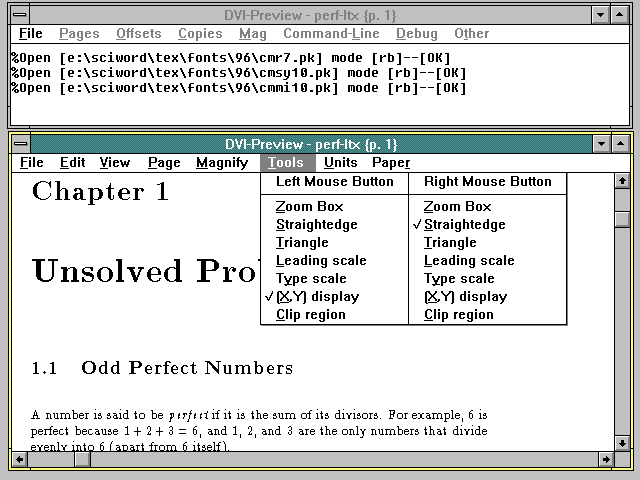 DVI-Preview - perf-ltx {p. 1}
File Pages Offsets Copies Mag Command-Line Debug Other
%Open [e:\sciword\tex\fonts\96\cmr7.pk] mode [rb]--[OK]
%Open [e:\sciword\tex\fonts\96\cmsy10.pk] mode [rb]--[OK]
%Open [e:\sciword\tex\fonts\96\cmmi10.pk] mode [rb]--[OK]
DVI-Preview - perf-ltx {p. 1}
File Edit View Page Magnify Tools Units Paper
Left Mouse Button Right Mouse Button
Zoom Box Zoom Box
Straightedge ✓Straightedge
Triangle Triangle
Leading scale Leading scale
Type scale Type scale
✓(X,Y) display (X,Y) display
Clip region Clip region
Chapter 1
Unsolved Pro
1.1 Odd Perfect Numbers
A number is said to be perfect if it is the sum of its divisors. For example, 6 is
perfect because 1 + 2 + 3 = 6, and 1, 2, and 3 are the only numbers that divide
evenly into 6 (apart from 6 itself).